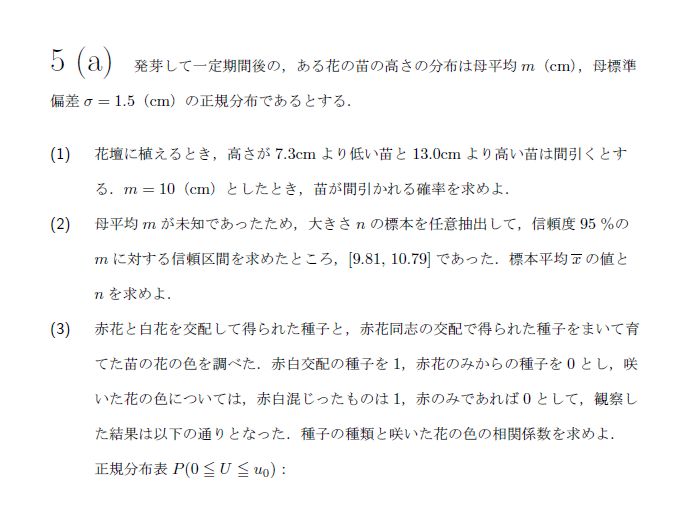 5 (a) 発芽して一定期間後の，ある花の苗の高さの分布は母平均 m（cm），母標準
偏差 σ = 1.5（cm）の正規分布であるとする．
(1) 花壇に植えるとき，高さが 7.3cm より低い苗と 13.0cm より高い苗は間引くとす
る．m = 10（cm）としたとき，苗が間引かれる確率を求めよ．
(2) 母平均 m が未知であったため，大きさ n の標本を任意抽出して，信頼度 95 %の
m に対する信頼区間を求めたところ，[9.81, 10.79] であった．標本平均 x̅ の値と
n を求めよ．
(3) 赤花と白花を交配して得られた種子と，赤花同志の交配で得られた種子をまいて育
てた苗の花の色を調べた．赤白交配の種子を 1，赤花のみからの種子を 0 とし，咲
いた花の色については，赤白混じったものは 1，赤のみであれば 0 として，観察し
た結果は以下の通りとなった．種子の種類と咲いた花の色の相関係数を求めよ．
正規分布表 P(0 ≦ U ≦ u₀)：